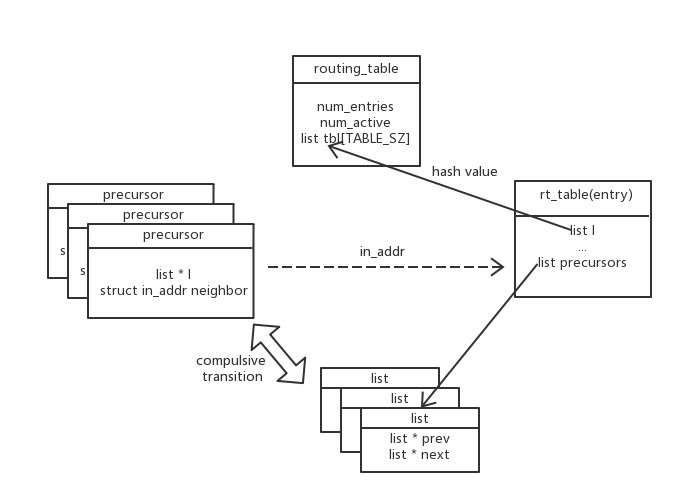 routing_table
num_entries
num_active
list tbl[TABLE_SZ]
hash value
rt_table(entry)
list l
...
list precursors
precursor
precursor
precursor
s
s
list * l
struct in_addr neighbor
in_addr
compulsive
transition
list
list
list
list * prev
list * next